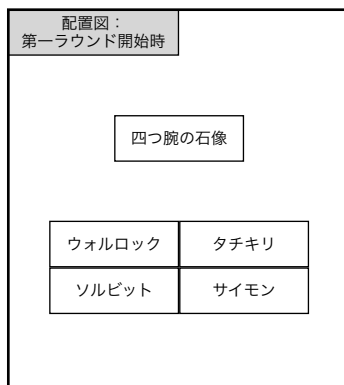 配置図：
第一ラウンド開始時
四つ腕の石像
ウォルロック
タチキリ
ソルビット
サイモン